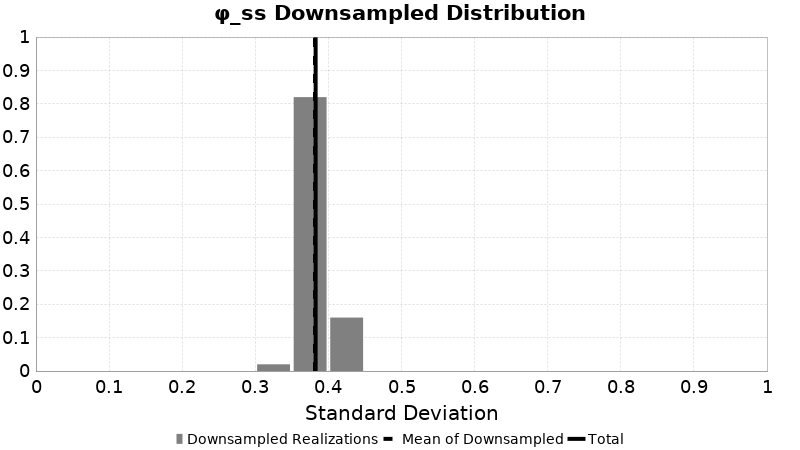 φ_ss Downsampled Distribution
1
0.9
0.8
0.7
0.6
0.5
0.4
0.3
0.2
0.1
0
0 0.1 0.2 0.3 0.4 0.5 0.6 0.7 0.8 0.9 1
Standard Deviation
Downsampled Realizations Mean of Downsampled Total